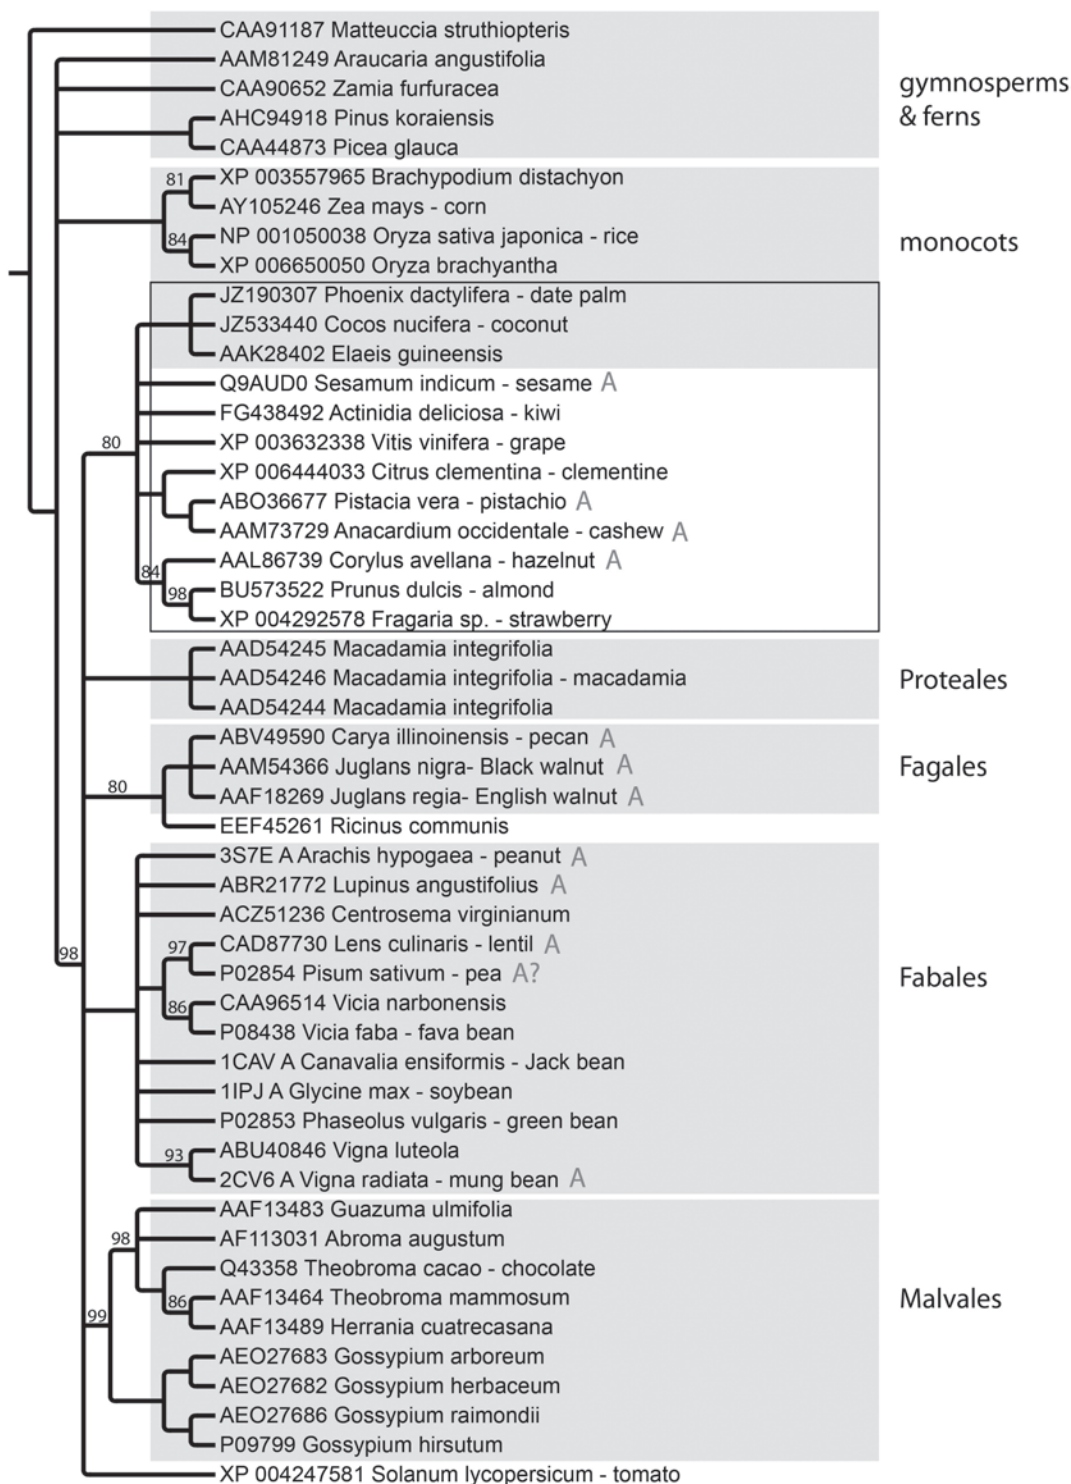 CAA91187 Matteuccia struthiopteris
AAM81249 Araucaria angustifolia
CAA90652 Zamia furfuracea
AHC94918 Pinus koraiensis
CAA44873 Picea glauca
gymnosperms
& ferns
81
XP 003557965 Brachypodium distachyon
AY105246 Zea mays - corn
84
NP 001050038 Oryza sativa japonica - rice
XP 006650050 Oryza brachyantha
monocots
JZ190307 Phoenix dactylifera - date palm
JZ533440 Cocos nucifera - coconut
AAK28402 Elaeis guineensis
Q9AUD0 Sesamum indicum - sesame A
FG438492 Actinidia deliciosa - kiwi
80
XP 003632338 Vitis vinifera - grape
XP 006444033 Citrus clementina - clementine
ABO36677 Pistacia vera - pistachio A
AAM73729 Anacardium occidentale - cashew A
AAL86739 Corylus avellana - hazelnut A
84
98
BU573522 Prunus dulcis - almond
XP 004292578 Fragaria sp. - strawberry
AAD54245 Macadamia integrifolia
AAD54246 Macadamia integrifolia - macadamia
AAD54244 Macadamia integrifolia
Proteales
ABV49590 Carya illinoinensis - pecan A
AAM54366 Juglans nigra- Black walnut A
80
AAF18269 Juglans regia- English walnut A
Fagales
EEF45261 Ricinus communis
3S7E A Arachis hypogaea - peanut A
ABR21772 Lupinus angustifolius A
ACZ51236 Centrosema virginianum
98
97
CAD87730 Lens culinaris - lentil A
P02854 Pisum sativum - pea A?
86
CAA96514 Vicia narbonensis
P08438 Vicia faba - fava bean
1CAV A Canavalia ensiformis - Jack bean
1IPJ A Glycine max - soybean
P02853 Phaseolus vulgaris - green bean
93
ABU40846 Vigna luteola
2CV6 A Vigna radiata - mung bean A
Fabales
AAF13483 Guazuma ulmifolia
98
AF113031 Abroma augustum
Q43358 Theobroma cacao - chocolate
86
AAF13464 Theobroma mammosum
99
AAF13489 Herrania cuatrecasana
AEO27683 Gossypium arboreum
AEO27682 Gossypium herbaceum
AEO27686 Gossypium raimondii
P09799 Gossypium hirsutum
Malvales
XP 004247581 Solanum lycopersicum - tomato